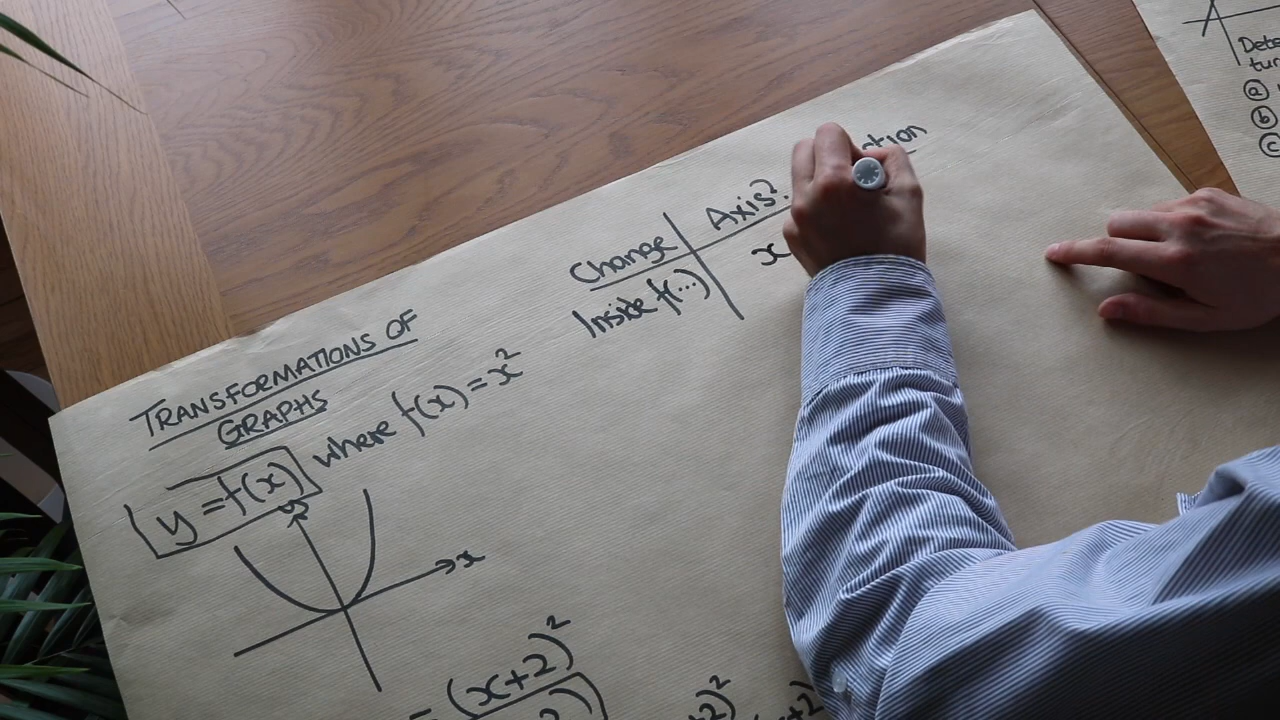 TRANSFORMATIONS OF
GRAPHS
y = f(x) where f(x) = x²
y
x
Change Axis?
Inside f(...) x
= (x+2)²